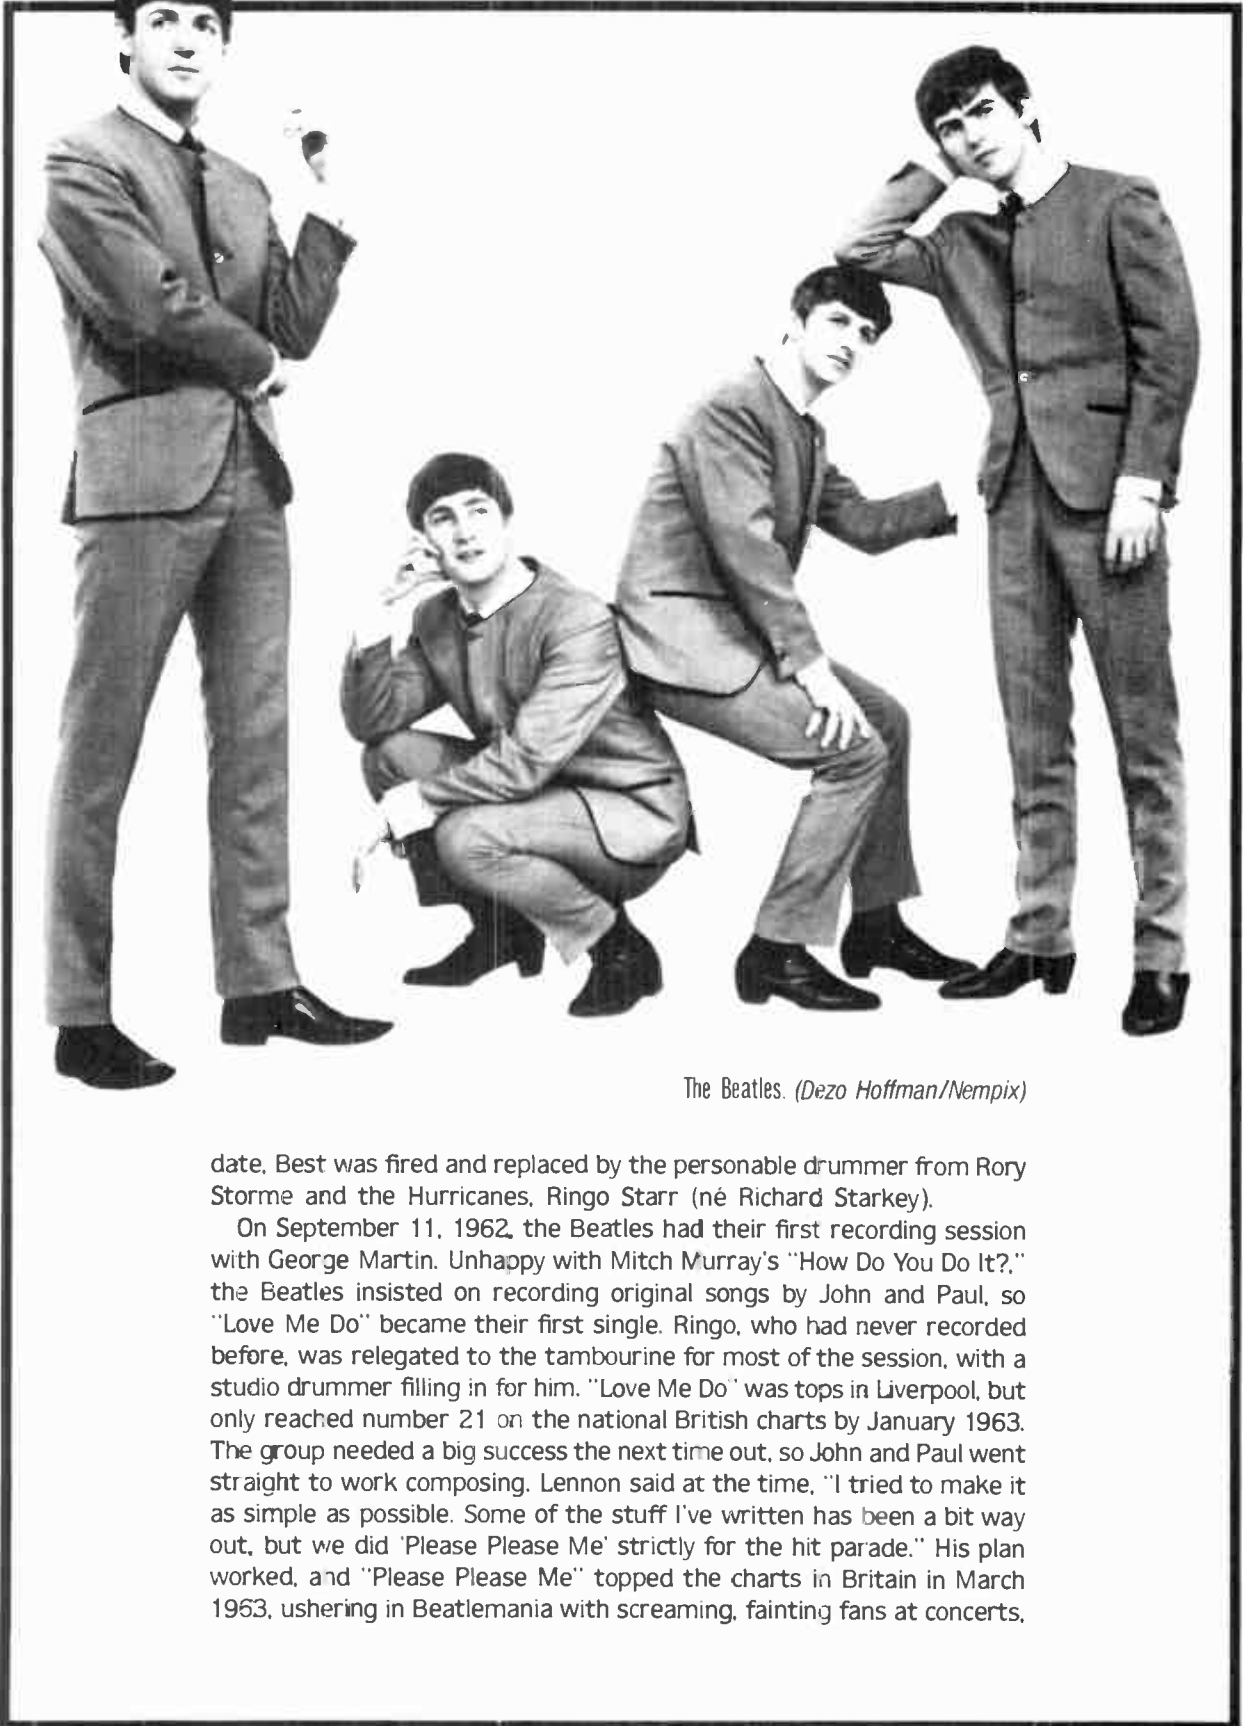 The Beatles. (Dezo Hoffman/Nempix)
date, Best was fired and replaced by the personable drummer from Rory
Storme and the Hurricanes, Ringo Starr (né Richard Starkey).
On September 11, 1962, the Beatles had their first recording session
with George Martin. Unhappy with Mitch Murray's "How Do You Do It?,"
the Beatles insisted on recording original songs by John and Paul, so
"Love Me Do" became their first single. Ringo, who had never recorded
before, was relegated to the tambourine for most of the session, with a
studio drummer filling in for him. "Love Me Do" was tops in Liverpool, but
only reached number 21 on the national British charts by January 1963.
The group needed a big success the next time out, so John and Paul went
straight to work composing. Lennon said at the time, "I tried to make it
as simple as possible. Some of the stuff I've written has been a bit way
out, but we did 'Please Please Me' strictly for the hit parade." His plan
worked, and "Please Please Me" topped the charts in Britain in March
1963, ushering in Beatlemania with screaming, fainting fans at concerts,